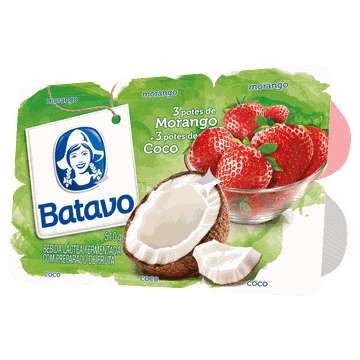 morango
morango
morango
3 potes de
Morango
e 3 potes de
Coco
Batavo
510g
BEBIDA LÁCTEA FERMENTADA
COM PREPARADO DE FRUTA
coco
coco
coco